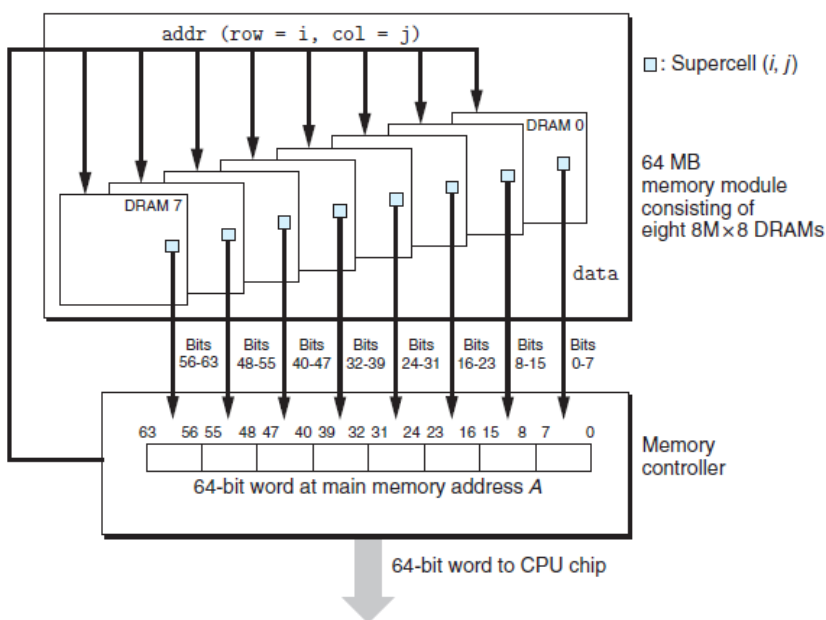 addr (row = i, col = j)
: Supercell (i, j)
DRAM 0
64 MB
memory module
consisting of
eight 8M×8 DRAMs
DRAM 7
data
Bits 56-63
Bits 48-55
Bits 40-47
Bits 32-39
Bits 24-31
Bits 16-23
Bits 8-15
Bits 0-7
63 56 55 48 47 40 39 32 31 24 23 16 15 8 7 0
Memory
controller
64-bit word at main memory address A
64-bit word to CPU chip